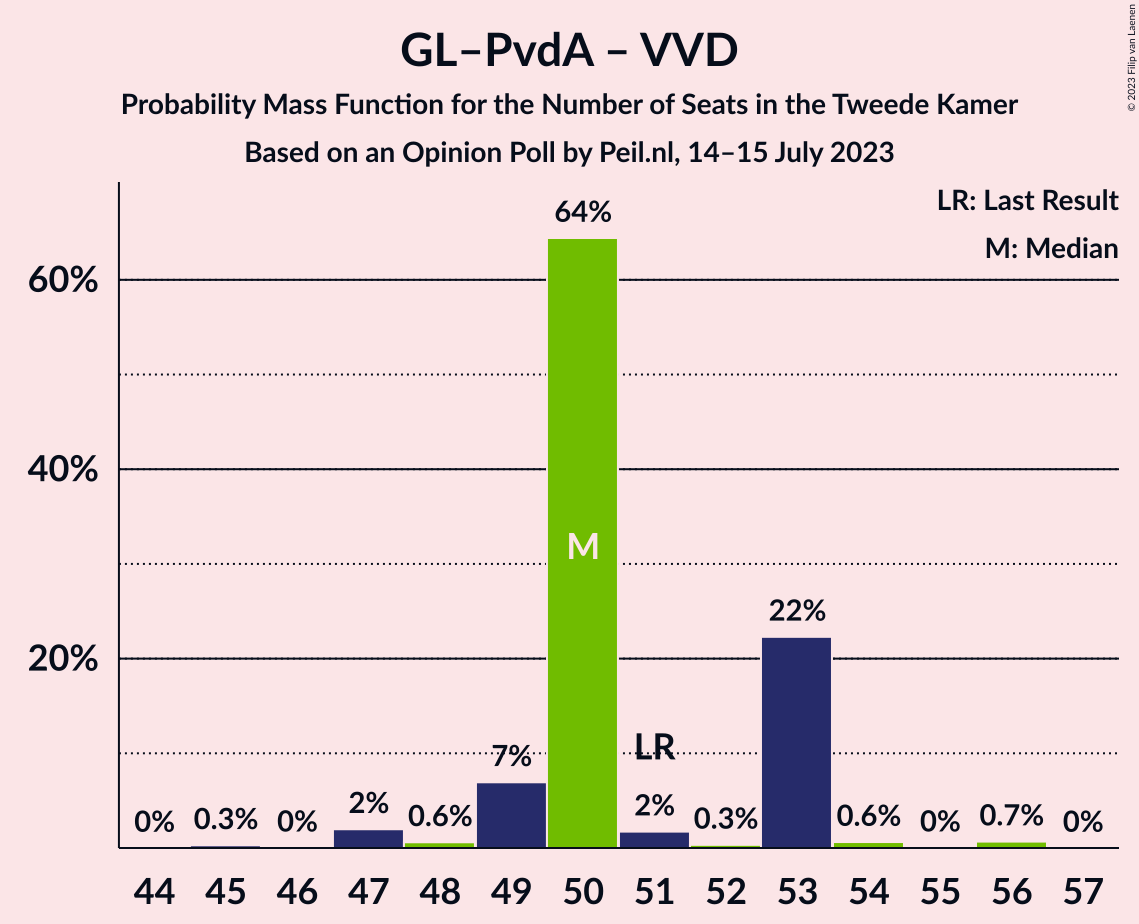 GL–PvdA – VVD
Probability Mass Function for the Number of Seats in the Tweede Kamer
Based on an Opinion Poll by Peil.nl, 14–15 July 2023
© 2023 Filip van Laenen
LR: Last Result
M: Median
60%
40%
20%
0%
0.3%
0%
2%
0.6%
7%
64%
M
LR
2%
0.3%
22%
0.6%
0%
0.7%
0%
44 45 46 47 48 49 50 51 52 53 54 55 56 57